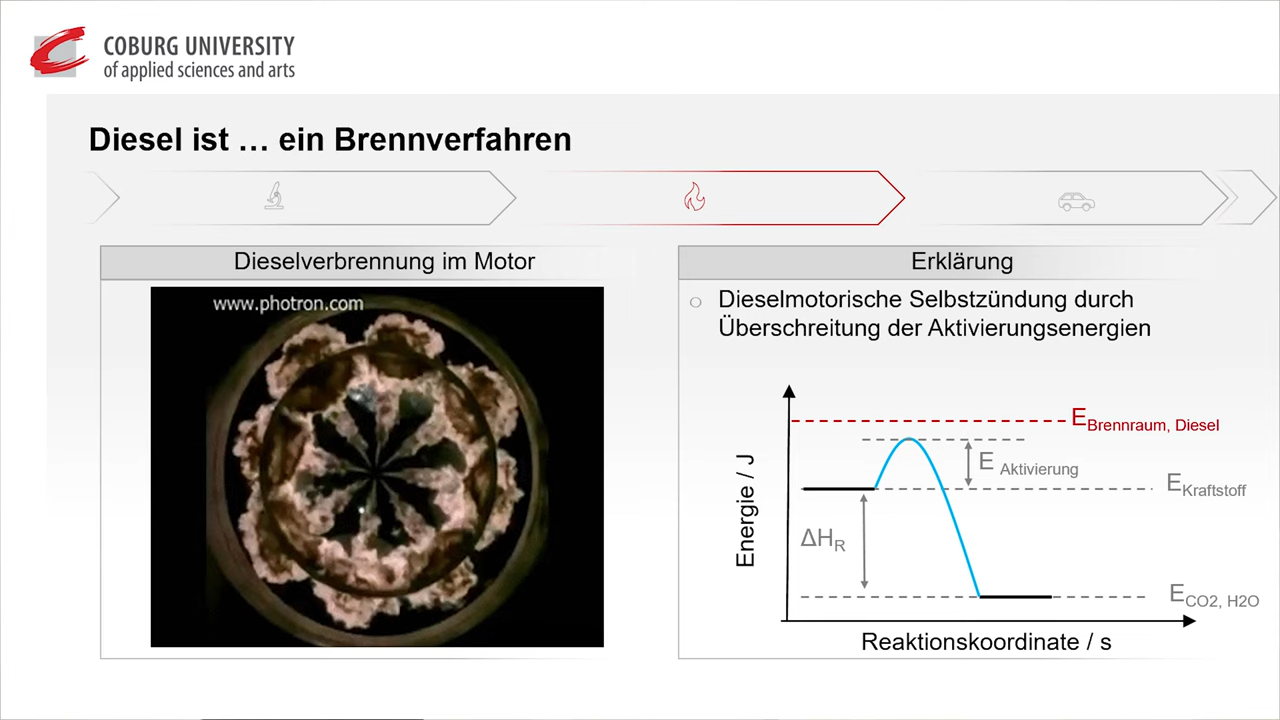 COBURG UNIVERSITY
of applied sciences and arts
Diesel ist … ein Brennverfahren
Dieselverbrennung im Motor
www.photron.com
Erklärung
Dieselmotorische Selbstzündung durch
Überschreitung der Aktivierungsenergien
E Brennraum, Diesel
E Aktivierung
E Kraftstoff
ΔHR
E CO2, H2O
Energie / J
Reaktionskoordinate / s